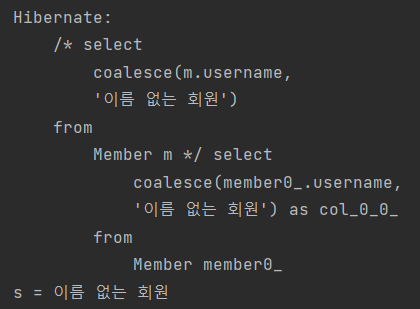 Hibernate:
    /* select
        coalesce(m.username,
        '이름 없는 회원')
    from
        Member m */ select
            coalesce(member0_.username,
            '이름 없는 회원') as col_0_0_
        from
            Member member0_
s = 이름 없는 회원